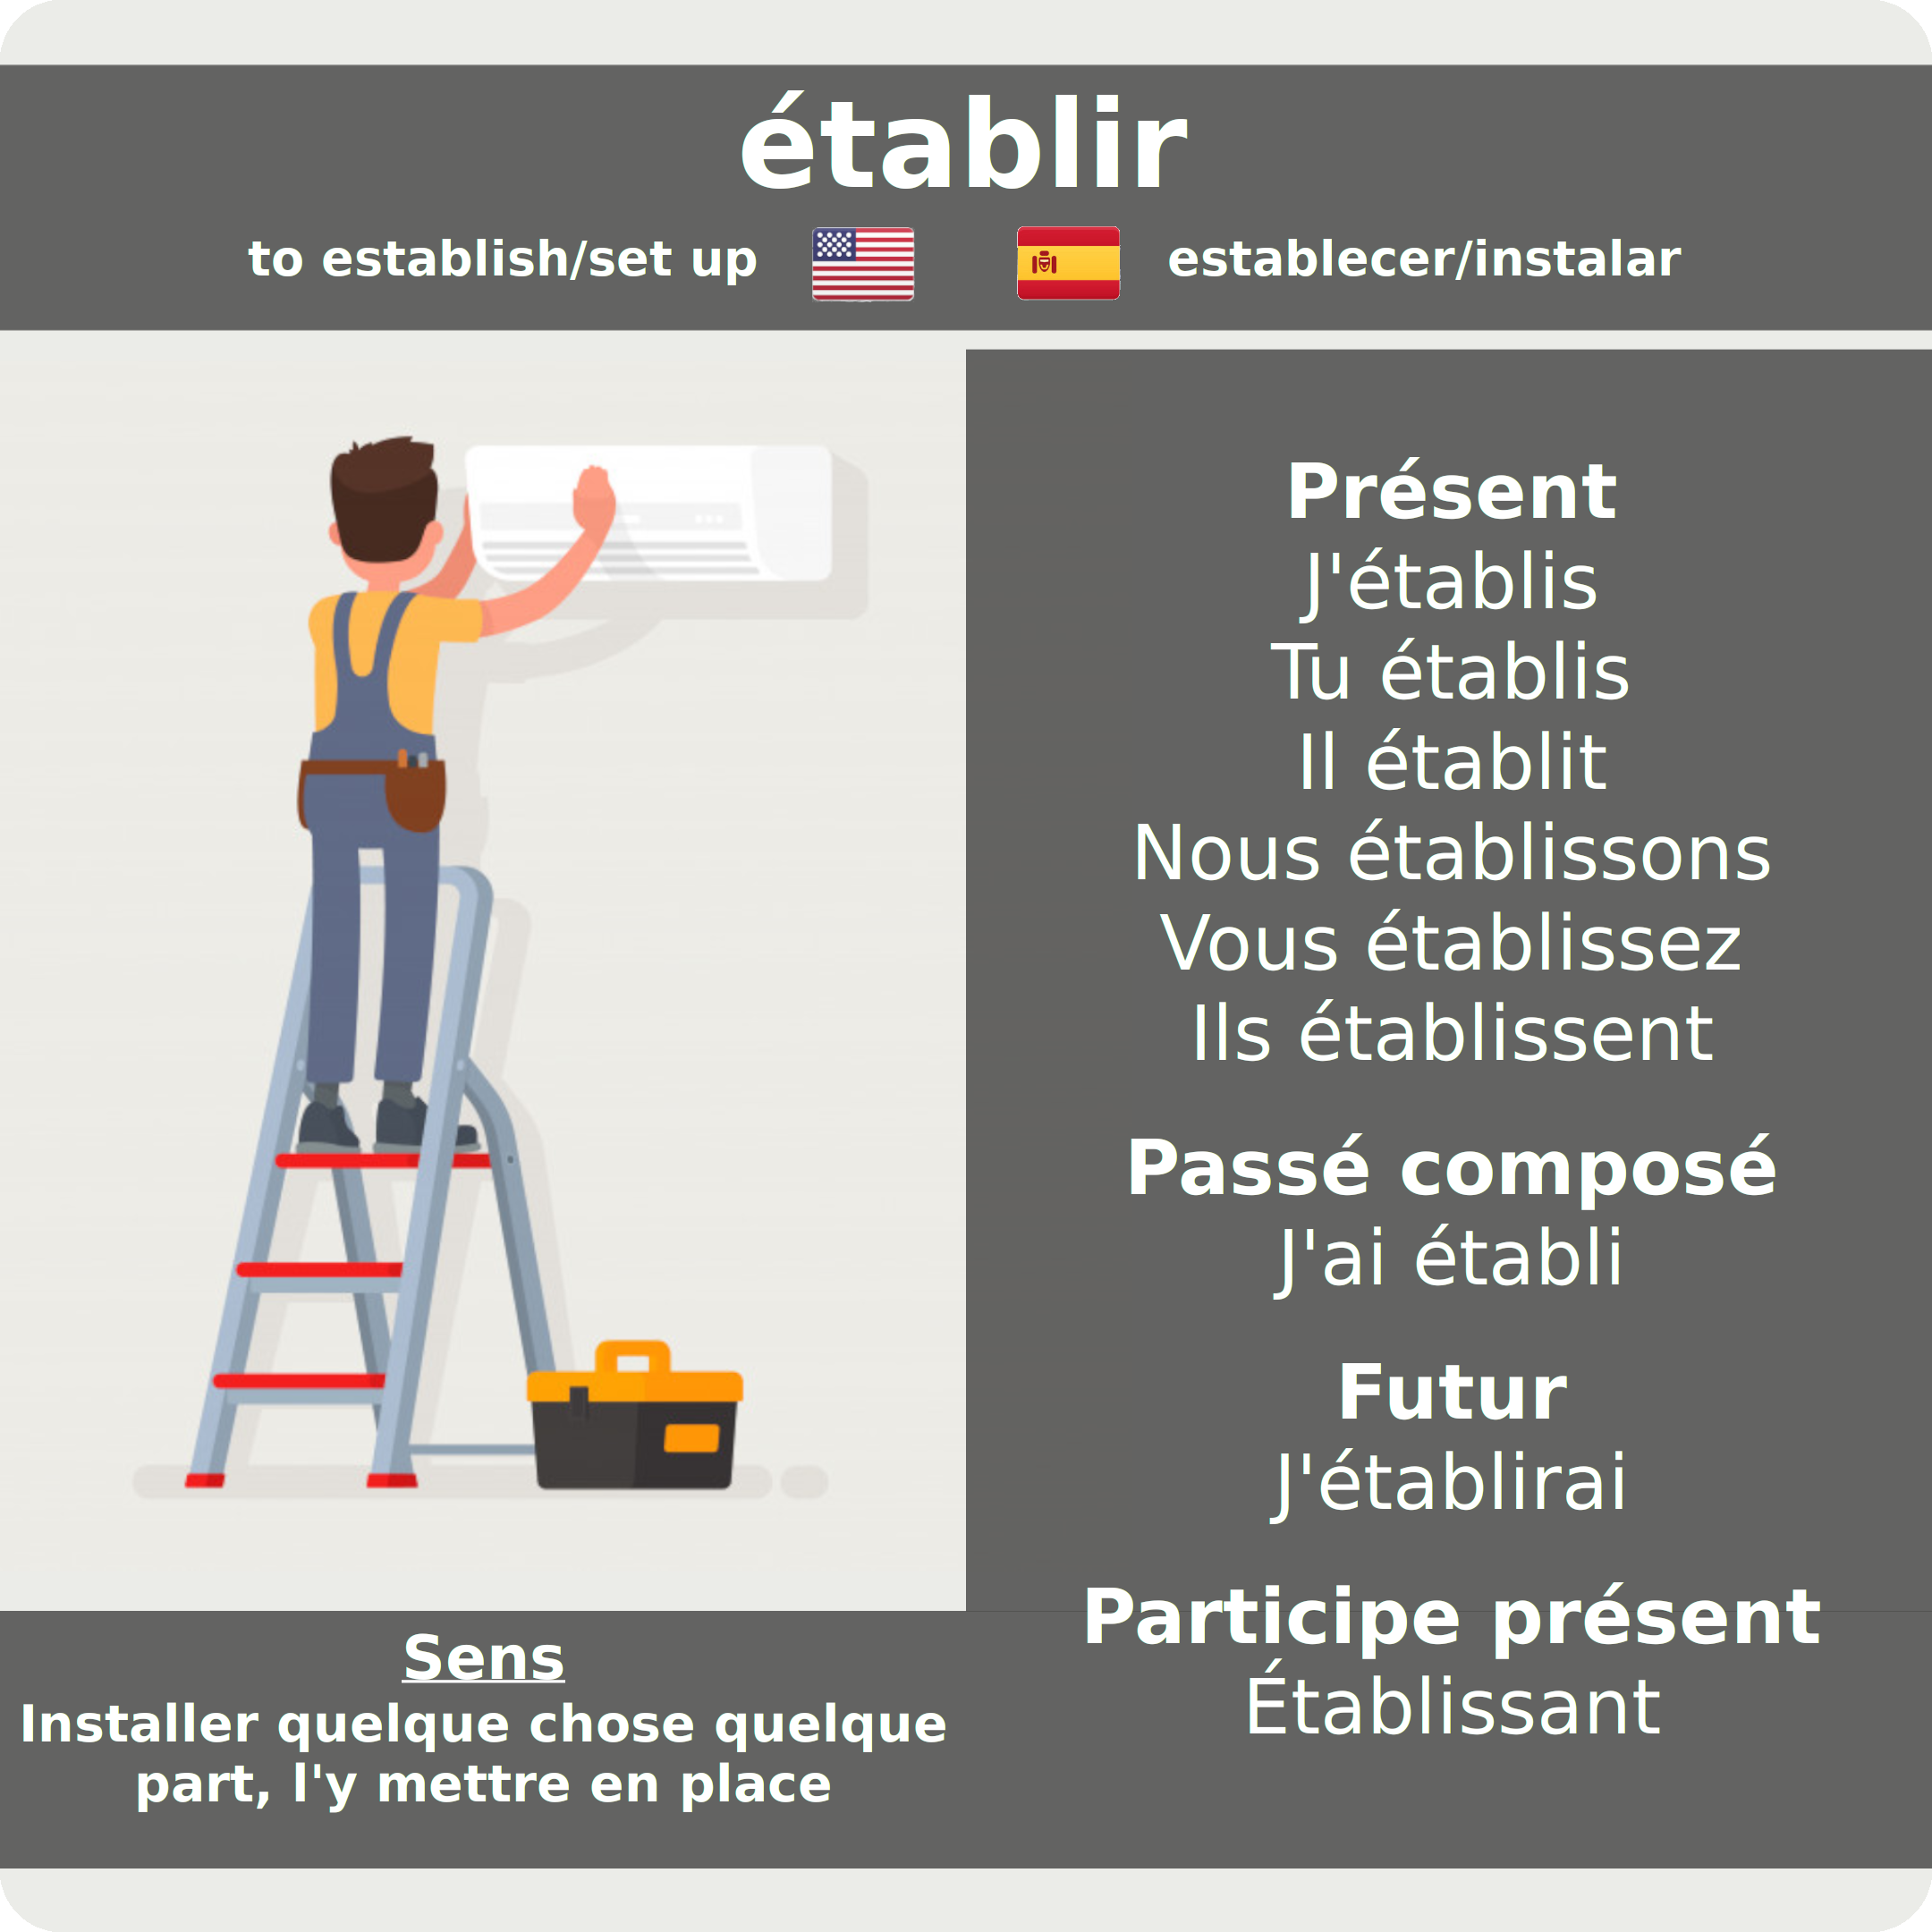 établir
to establish/set up
establecer/instalar
Présent
J'établis
Tu établis
Il établit
Nous établissons
Vous établissez
Ils établissent
Passé composé
J'ai établi
Futur
J'établirai
Participe présent
Établissant
Sens
Installer quelque chose quelque
part, l'y mettre en place